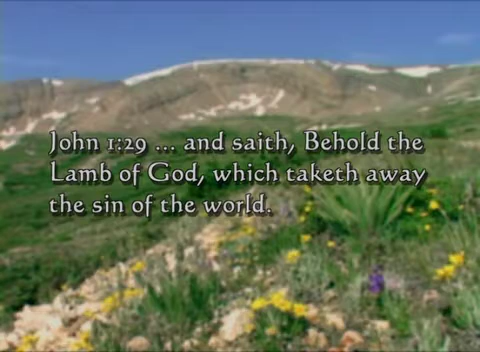 John 1:29 ... and saith, Behold the
Lamb of God, which taketh away
the sin of the world.